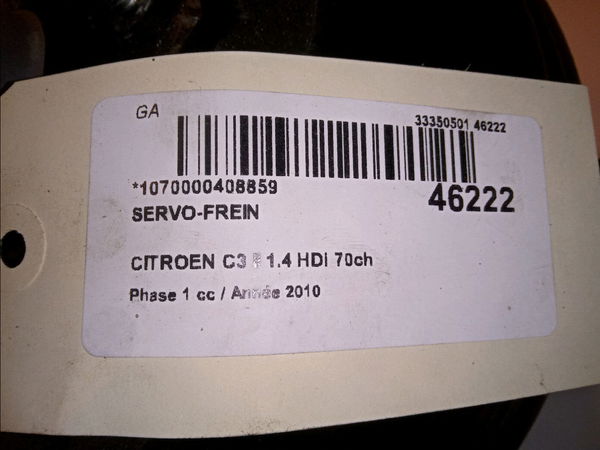 GA
33350501 46222
*1070000408859
46222
SERVO-FREIN
CITROEN C3 1.4 HDi 70ch
Phase 1 cc / Année 2010